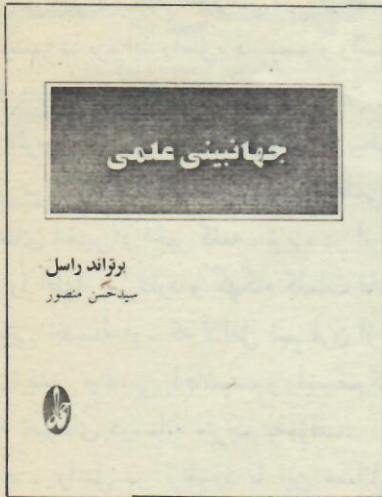 جهانبینی علمی
برتراند راسل
سیدحسن منصور